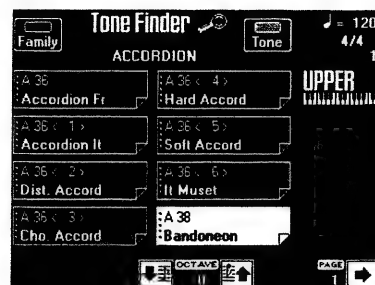 Tone Finder
Family
Tone
♩= 120
4/4
1
ACCORDION
UPPER
A 36
Accordion Fr
A 36 < 4 >
Hard Accord
A 36 < 1 >
Accordion It
A 36 < 5 >
Soft Accord
A 36 < 2 >
Dist. Accord
A 36 < 6 >
It Muset
A 36 < 3 >
Cho. Accord
A 38
Bandoneon
OCTAVE
0
PAGE
1